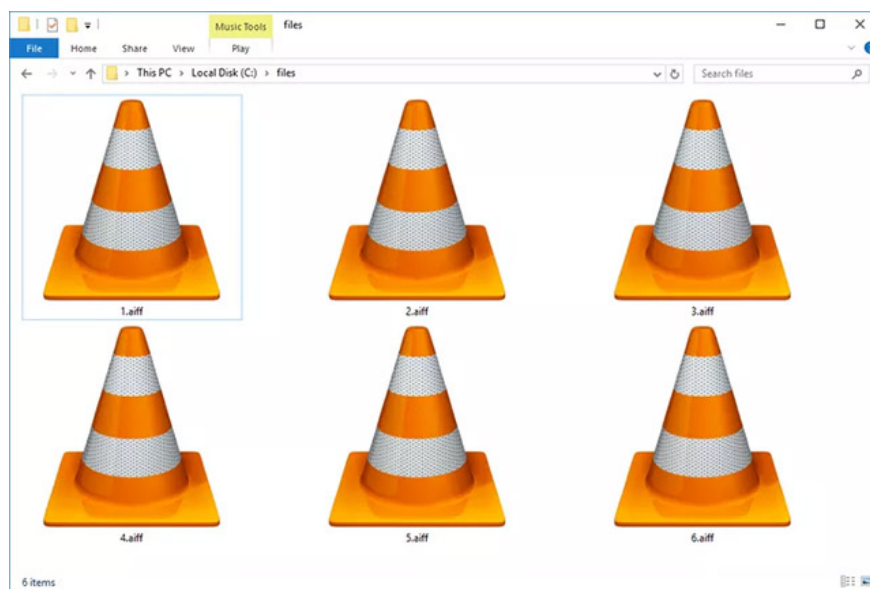 Music Tools files
File Home Share View Play
This PC Local Disk (C:) files Search files
1.aiff 2.aiff 3.aiff
4.aiff 5.aiff 6.aiff
6 items